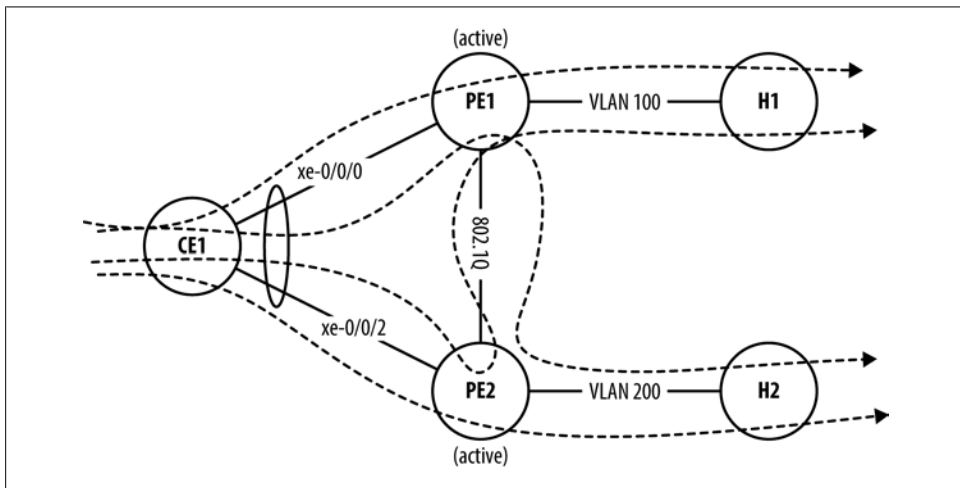 (active)
PE1
VLAN 100
H1
xe-0/0/0
CE1
802.1Q
xe-0/0/2
PE2
VLAN 200
H2
(active)